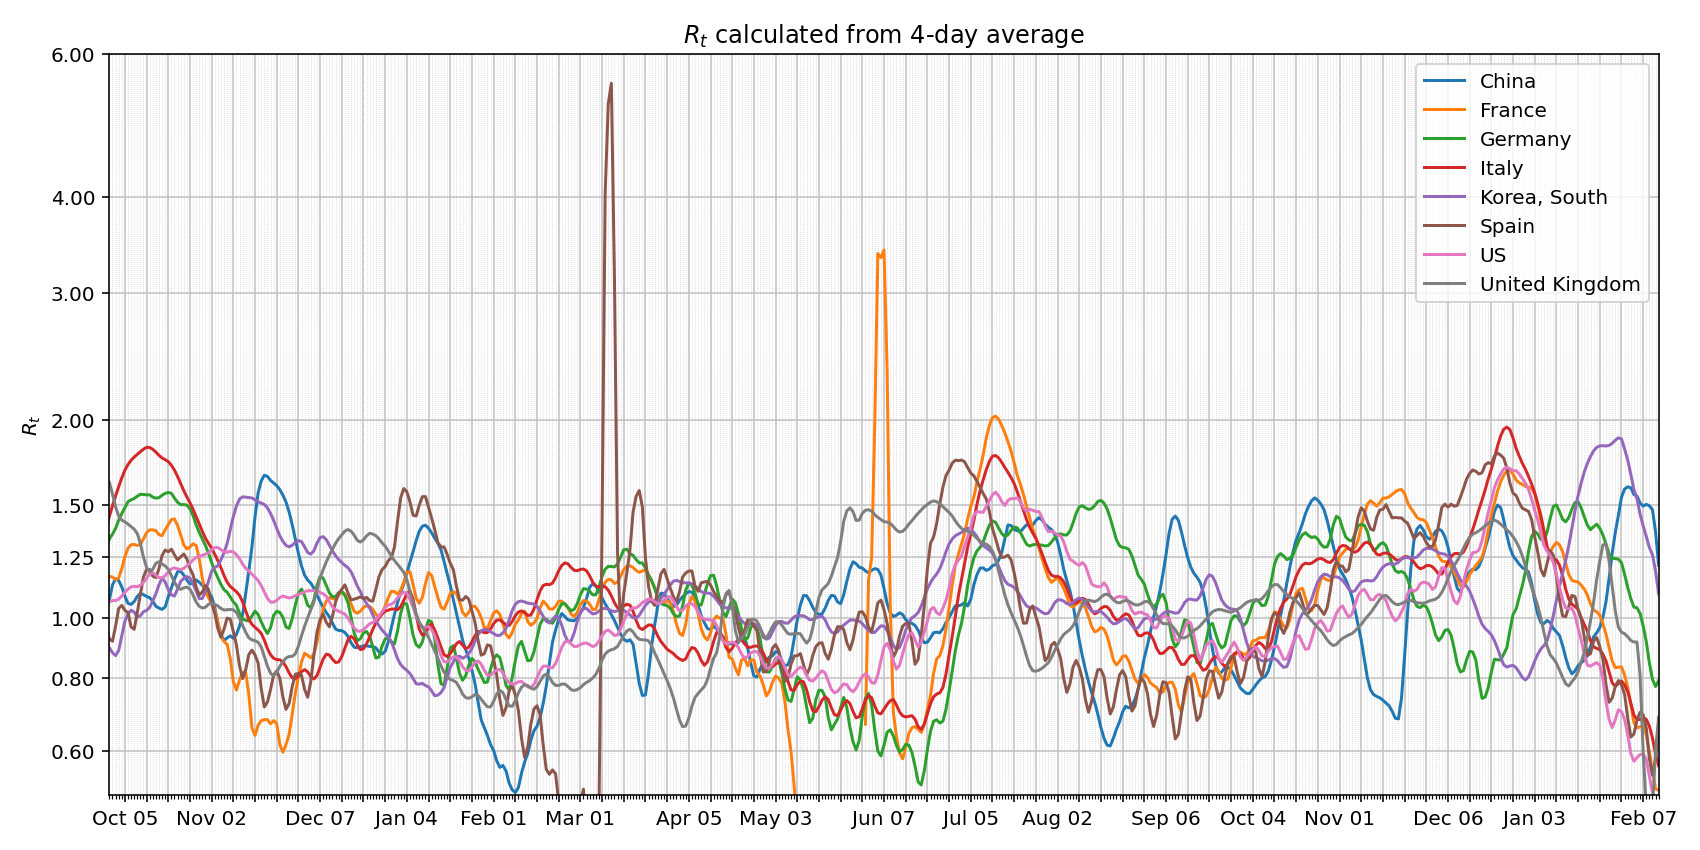 R_t calculated from 4-day average
6.00
4.00
3.00
2.00
1.50
1.25
1.00
0.80
0.60
R_t
China
France
Germany
Italy
Korea, South
Spain
US
United Kingdom
Oct 05 Nov 02 Dec 07 Jan 04 Feb 01 Mar 01 Apr 05 May 03 Jun 07 Jul 05 Aug 02 Sep 06 Oct 04 Nov 01 Dec 06 Jan 03 Feb 07